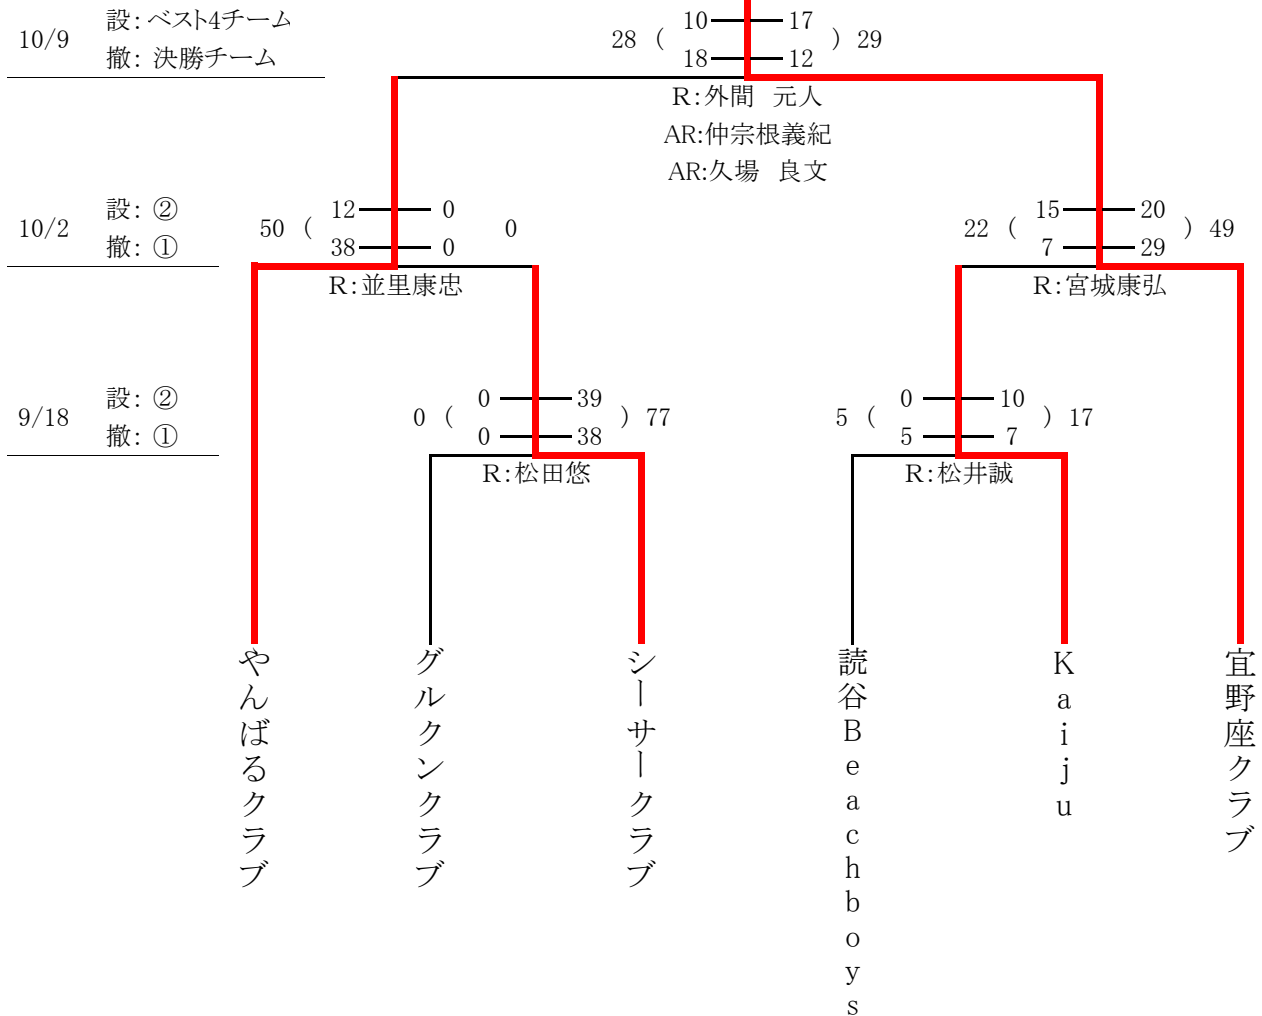 10/9
設: ベスト4チーム
撤: 決勝チーム
28 ( 10 17 ) 29
18 12
R:外間 元人
AR:仲宗根義紀
AR:久場 良文
10/2
設: ②
撤: ①
50 ( 12 0 0
38 0
R:並里康忠
22 ( 15 20 ) 49
7 29
R:宮城康弘
9/18
設: ②
撤: ①
0 ( 0 39 ) 77
0 38
R:松田悠
5 ( 0 10 ) 17
5 7
R:松井誠
やんばるクラブ
グルクンクラブ
シーサークラブ
読谷Beachboys
Kaiju
宜野座クラブ